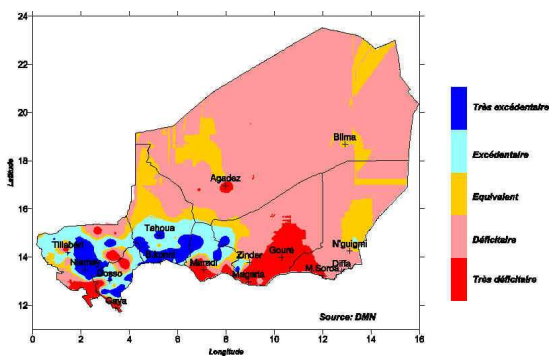 24
22
20
18
16
14
12
Latitude
0 2 4 6 8 10 12 14 16
Longitude
Bilma
Agadez
Tahoua
Tillabéri
N'guigmi
Zinder
Gouré
Niamey
Maradi
Dosso
Magaria
M.Soroa
Diffa
Gaya
Source: DMN
Très excédentaire
Excédentaire
Equivalent
Déficitaire
Très déficitaire